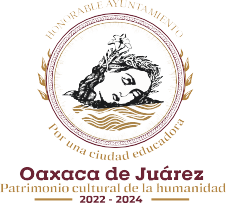 HONORABLE AYUNTAMIENTO
Por una ciudad educadora
Oaxaca de Juárez
Patrimonio cultural de la humanidad
2022 - 2024